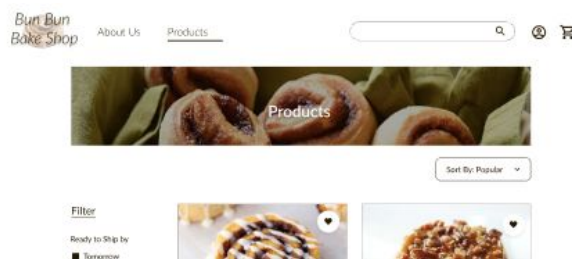 Bun Bun
Bake Shop
About Us
Products
Products
Sort By: Popular
Filter
Ready to Ship by
Tomorrow